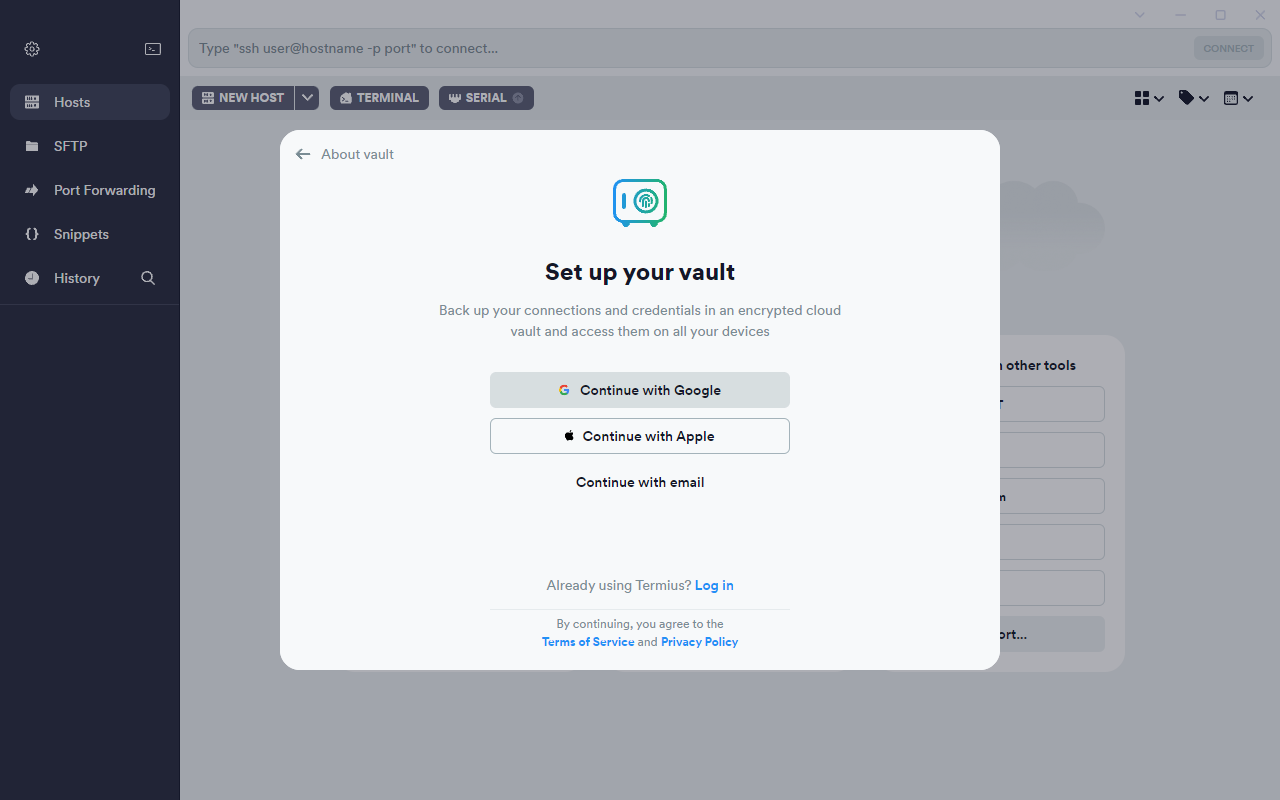 Type "ssh user@hostname -p port" to connect...
CONNECT
Hosts
SFTP
Port Forwarding
Snippets
History
NEW HOST
TERMINAL
SERIAL
About vault
Set up your vault
Back up your connections and credentials in an encrypted cloud
vault and access them on all your devices
Continue with Google
Continue with Apple
Continue with email
Already using Termius? Log in
By continuing, you agree to the
Terms of Service and Privacy Policy
other tools